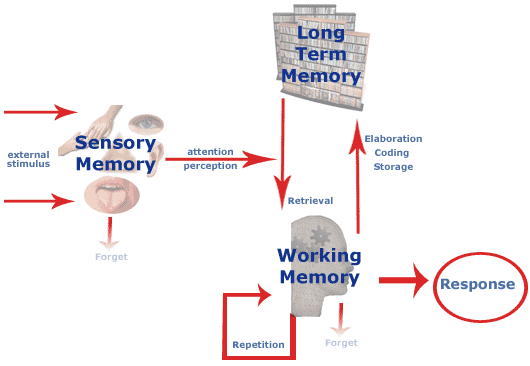 Long
Term
Memory
external
stimulus
Sensory
Memory
attention
perception
Elaboration
Coding
Storage
Retrieval
Forget
Working
Memory
Response
Repetition
Forget